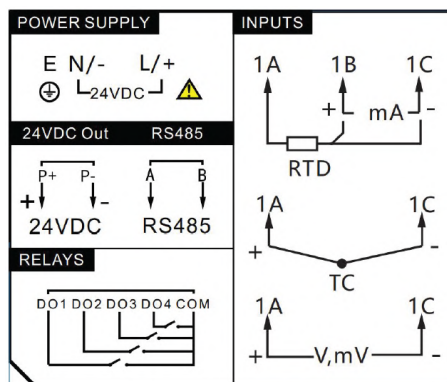 POWER SUPPLY
E N/- L/+
24VDC
24VDC Out RS485
P+ P- A B
+ -
24VDC RS485
RELAYS
DO1 DO2 DO3 DO4 COM
INPUTS
1A 1B 1C
+ mA -
RTD
1A 1C
+ -
TC
1A 1C
+ V,mV -